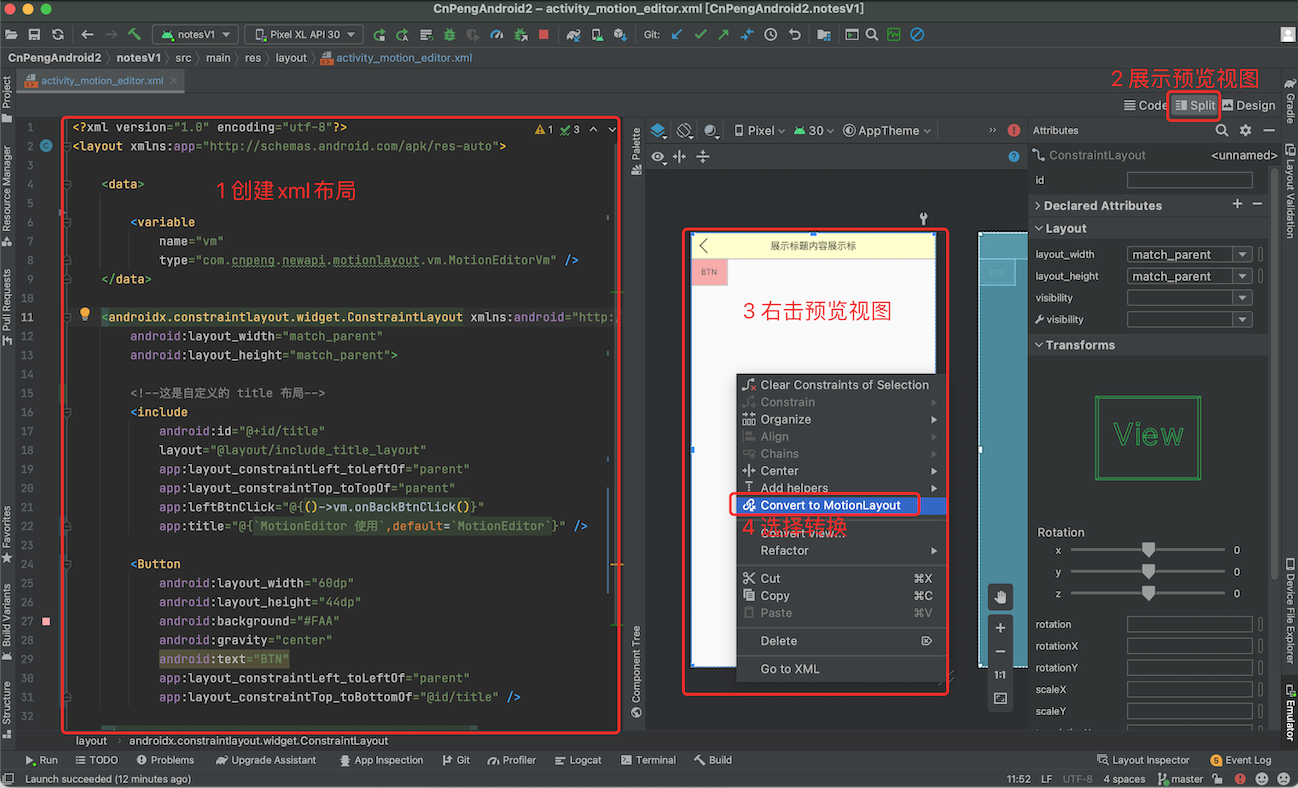 CnPengAndroid2 – activity_motion_editor.xml [CnPengAndroid2.notesV1]
notesV1
Pixel XL API 30
Git:
CnPengAndroid2 › notesV1 › src › main › res › layout › activity_motion_editor.xml
activity_motion_editor.xml
2 展示预览视图
Code
Split
Design
Project
Resource Manager
Pull Requests
Favorites
Build Variants
Structure
1 <?xml version="1.0" encoding="utf-8"?>
2 <layout xmlns:app="http://schemas.android.com/apk/res-auto">
3
4 <data>
5
6 <variable
7 name="vm"
8 type="com.cnpeng.newapi.motionlayout.vm.MotionEditorVm" />
9 </data>
10
11 <androidx.constraintlayout.widget.ConstraintLayout xmlns:android="http:/
12 android:layout_width="match_parent"
13 android:layout_height="match_parent">
14
15 <!--这是自定义的 title 布局-->
16 <include
17 android:id="@+id/title"
18 layout="@layout/include_title_layout"
19 app:layout_constraintLeft_toLeftOf="parent"
20 app:layout_constraintTop_toTopOf="parent"
21 app:leftBtnClick="@{()->vm.onBackBtnClick()}"
22 app:title="@{`MotionEditor 使用`,default=`MotionEditor`}" />
23
24 <Button
25 android:layout_width="60dp"
26 android:layout_height="44dp"
27 android:background="#FAA"
28 android:gravity="center"
29 android:text="BTN"
30 app:layout_constraintLeft_toLeftOf="parent"
31 app:layout_constraintTop_toBottomOf="@id/title" />
32
1 3
1 创建xml布局
layout › androidx.constraintlayout.widget.ConstraintLayout
Palette
Component Tree
Pixel
30
AppTheme
展示标题内容展示标
BTN
3 右击预览视图
Clear Constraints of Selection
Constrain
Organize
Align
Chains
Center
Add helpers
Convert to MotionLayout
4 选择转换
Convert view...
Refactor
Cut ⌘X
Copy ⌘C
Paste ⌘V
Delete
Go to XML
BTN
1:1
Attributes
ConstraintLayout <unnamed>
id
Declared Attributes
Layout
layout_width match_parent
layout_height match_parent
visibility
visibility
Transforms
View
Rotation
x 0
y 0
z 0
rotation
rotationX
rotationY
scaleX
scaleY
Gradle
Layout Validation
Device File Explorer
Emulator
Run
TODO
Problems
Upgrade Assistant
App Inspection
Git
Profiler
Logcat
Terminal
Build
Layout Inspector
5 Event Log
Launch succeeded (12 minutes ago)
11:52 LF UTF-8 4 spaces master